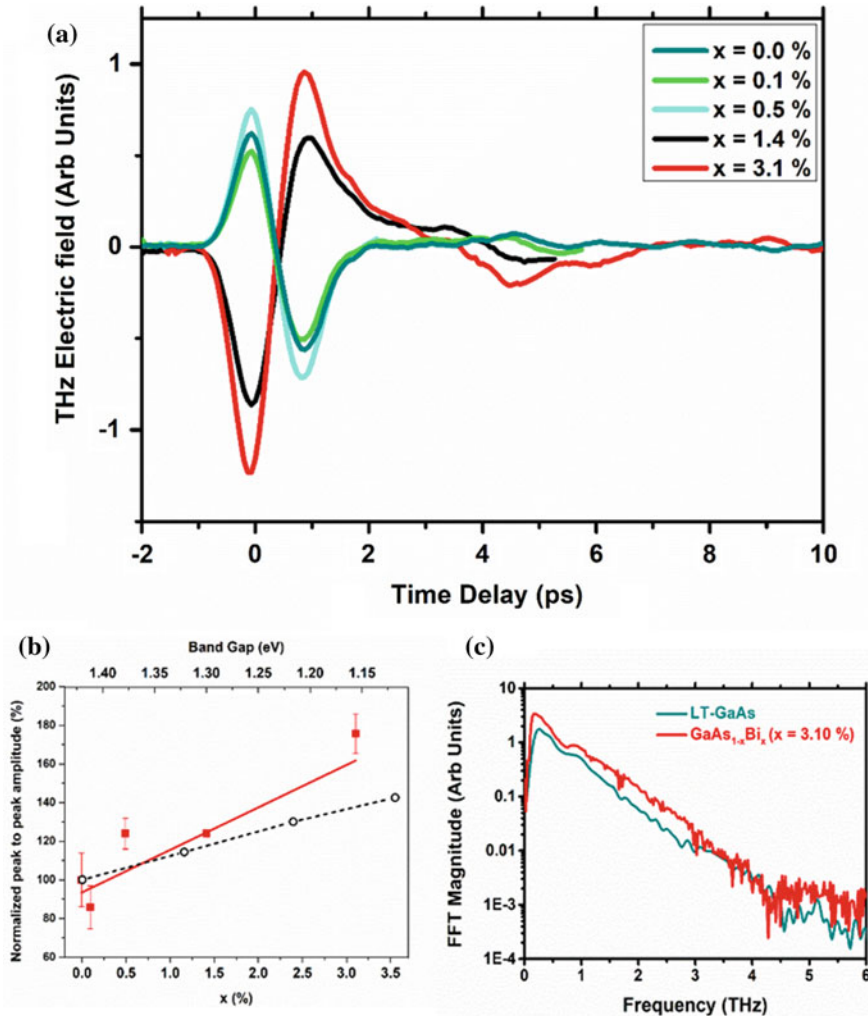 (a)
x = 0.0 %
x = 0.1 %
x = 0.5 %
x = 1.4 %
x = 3.1 %
THz Electric field (Arb Units)
1
0
-1
-2 0 2 4 6 8 10
Time Delay (ps)
(b)
Band Gap (eV)
1.40 1.35 1.30 1.25 1.20 1.15
Normalized peak to peak amplitude (%)
200
180
160
140
120
100
80
60
0.0 0.5 1.0 1.5 2.0 2.5 3.0 3.5
x (%)
(c)
LT-GaAs
GaAs1-xBix (x = 3.10 %)
FFT Magnitude (Arb Units)
10
1
0.1
0.01
1E-3
1E-4
0 1 2 3 4 5 6
Frequency (THz)